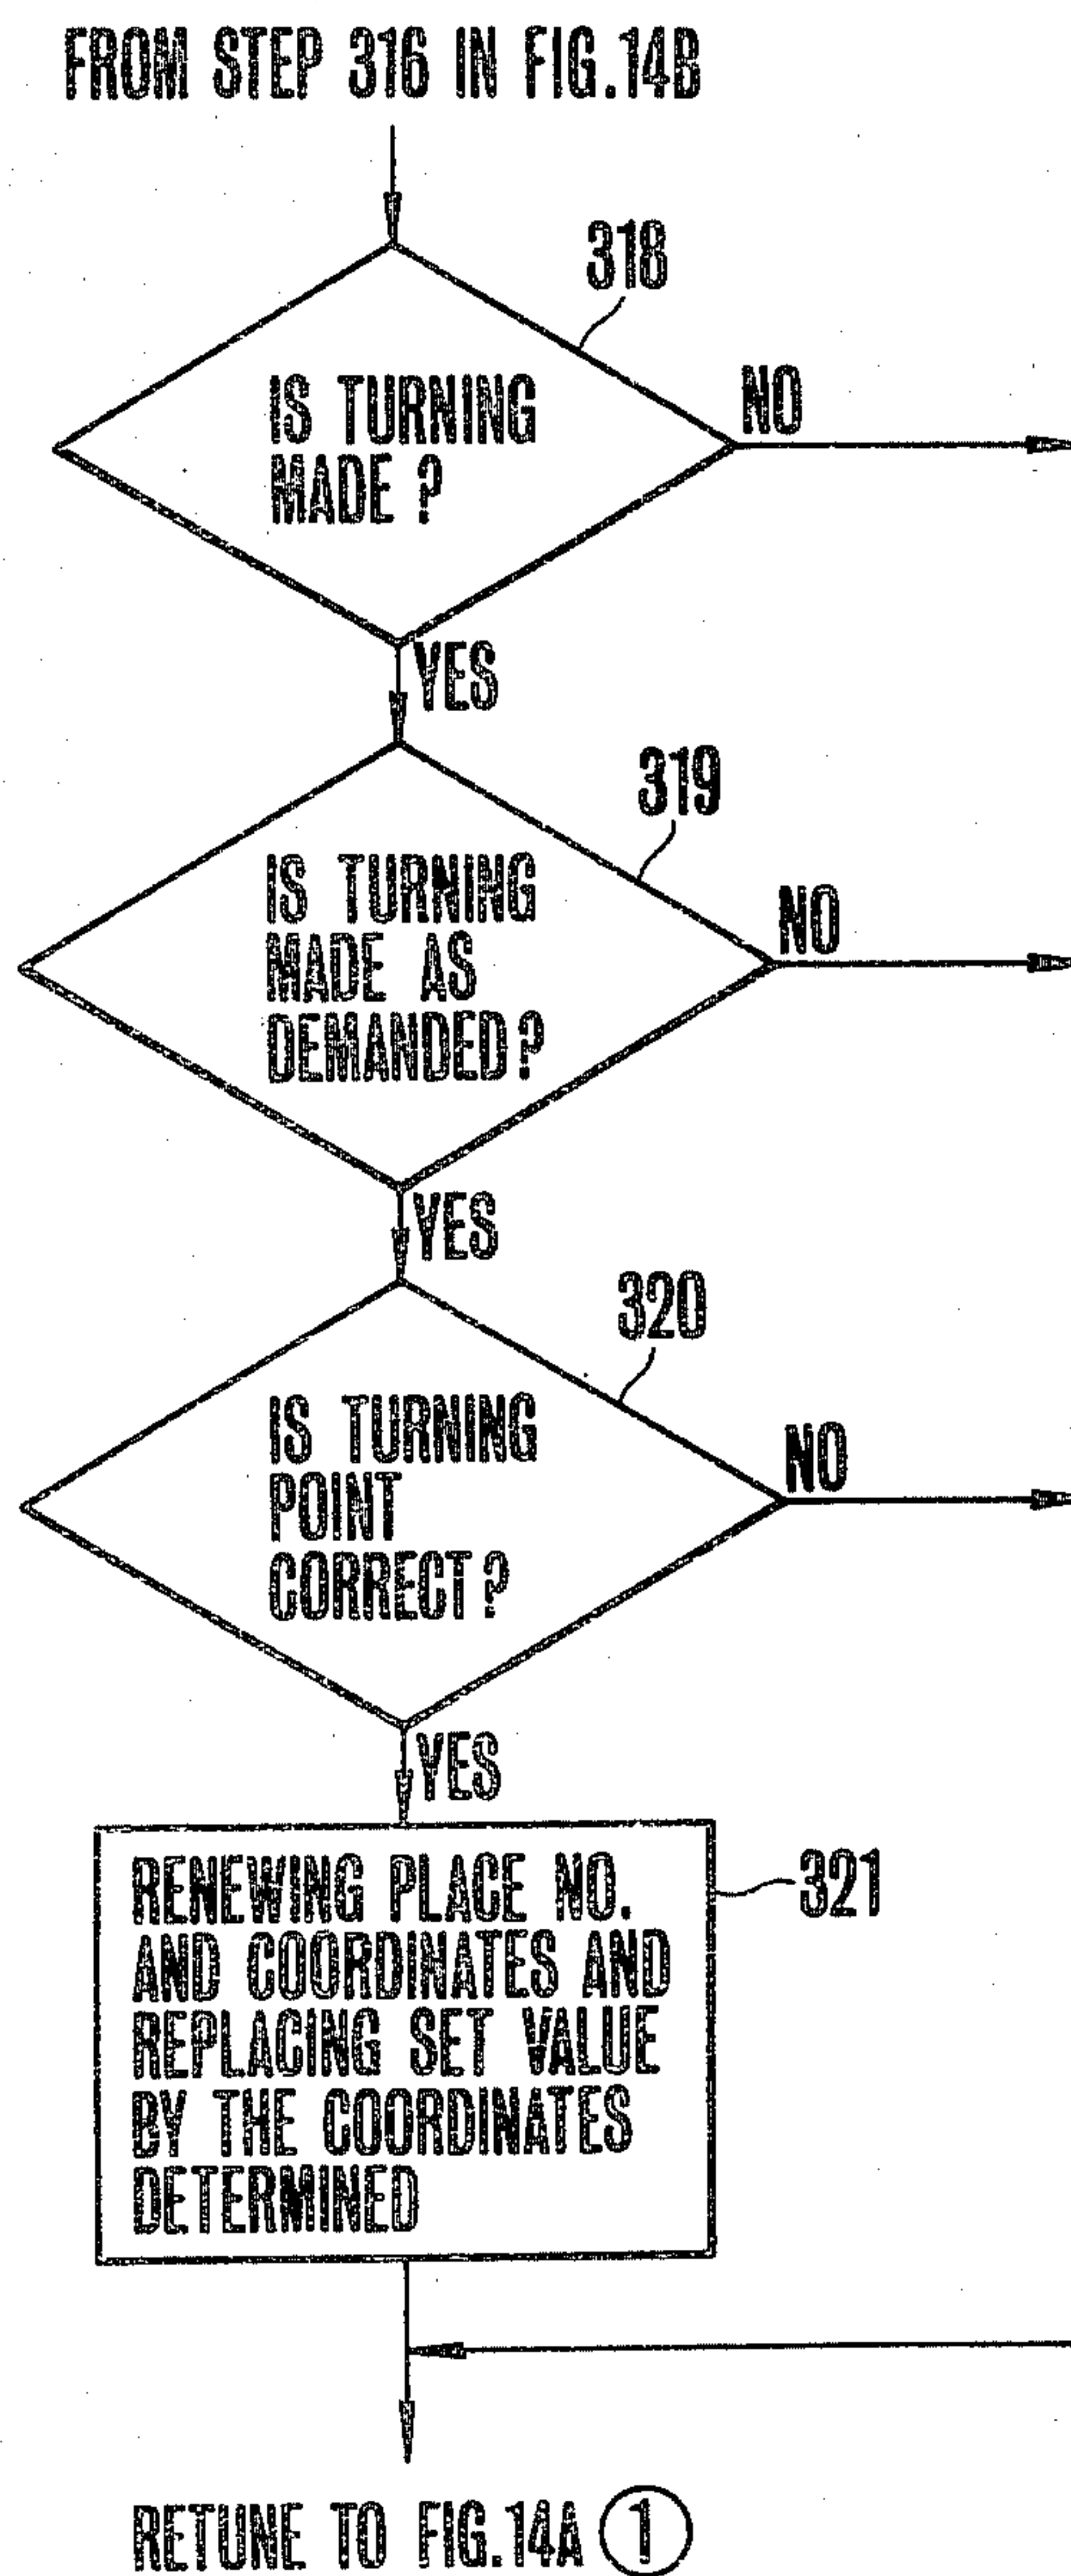 FROM STEP 316 IN FIG.14B
318
IS TURNING
MADE ?
NO
YES
319
IS TURNING
MADE AS
DEMANDED?
NO
YES
320
IS TURNING
POINT
CORRECT?
NO
YES
321
RENEWING PLACE NO.
AND COORDINATES AND
REPLACING SET VALUE
BY THE COORDINATES
DETERMINED
RETUNE TO FIG.14A 1